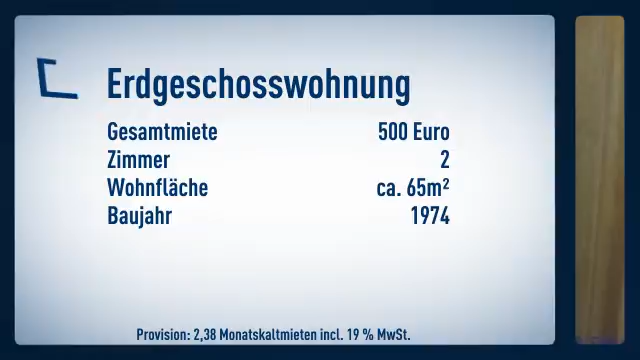 Erdgeschosswohnung
Gesamtmiete 500 Euro
Zimmer 2
Wohnfläche ca. 65m²
Baujahr 1974
Provision: 2,38 Monatskaltmieten incl. 19 % MwSt.